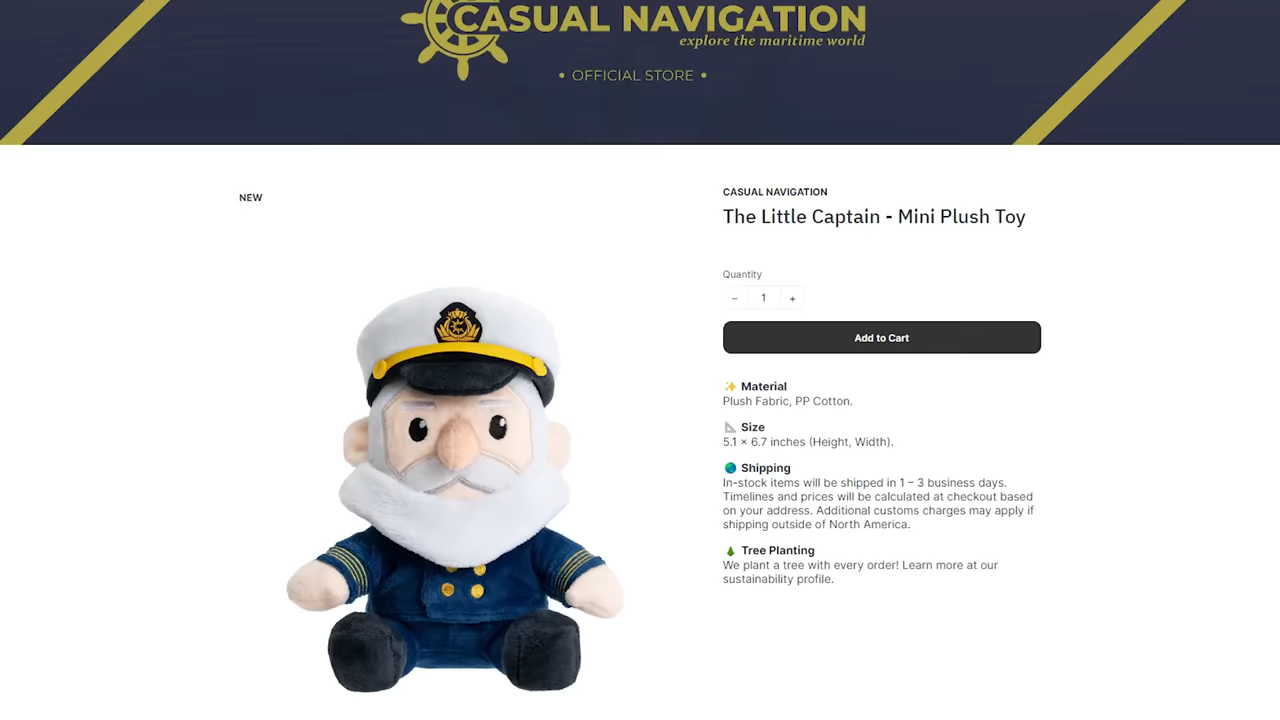 CASUAL NAVIGATION
explore the maritime world
• OFFICIAL STORE •
NEW
CASUAL NAVIGATION
The Little Captain - Mini Plush Toy
Quantity
− 1 +
Add to Cart
✨ Material
Plush Fabric, PP Cotton.
📐 Size
5.1 × 6.7 inches (Height, Width).
🌏 Shipping
In-stock items will be shipped in 1 – 3 business days.
Timelines and prices will be calculated at checkout based
on your address. Additional customs charges may apply if
shipping outside of North America.
🌲 Tree Planting
We plant a tree with every order! Learn more at our
sustainability profile.